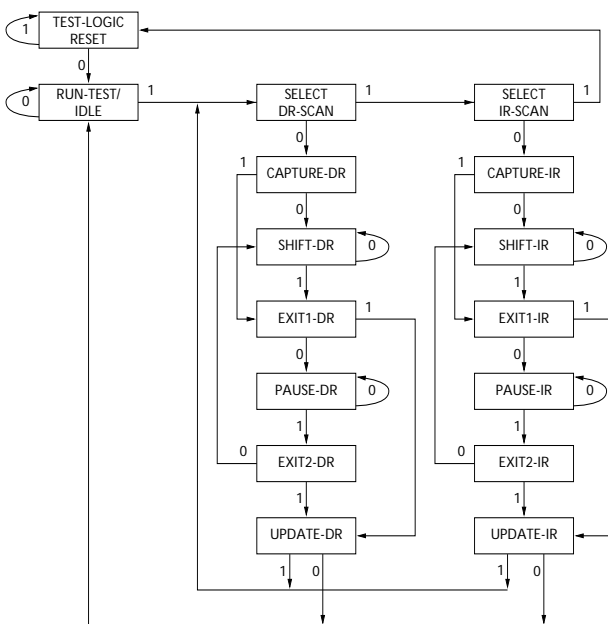 TEST-LOGIC
RESET
1
0
RUN-TEST/
IDLE
0
1
SELECT
DR-SCAN
1
SELECT
IR-SCAN
1
0
0
1
CAPTURE-DR
1
CAPTURE-IR
0
0
SHIFT-DR
0
SHIFT-IR
0
1
1
EXIT1-DR
1
EXIT1-IR
1
0
0
PAUSE-DR
0
PAUSE-IR
0
1
1
0
EXIT2-DR
0
EXIT2-IR
1
1
UPDATE-DR
UPDATE-IR
1
0
1
0